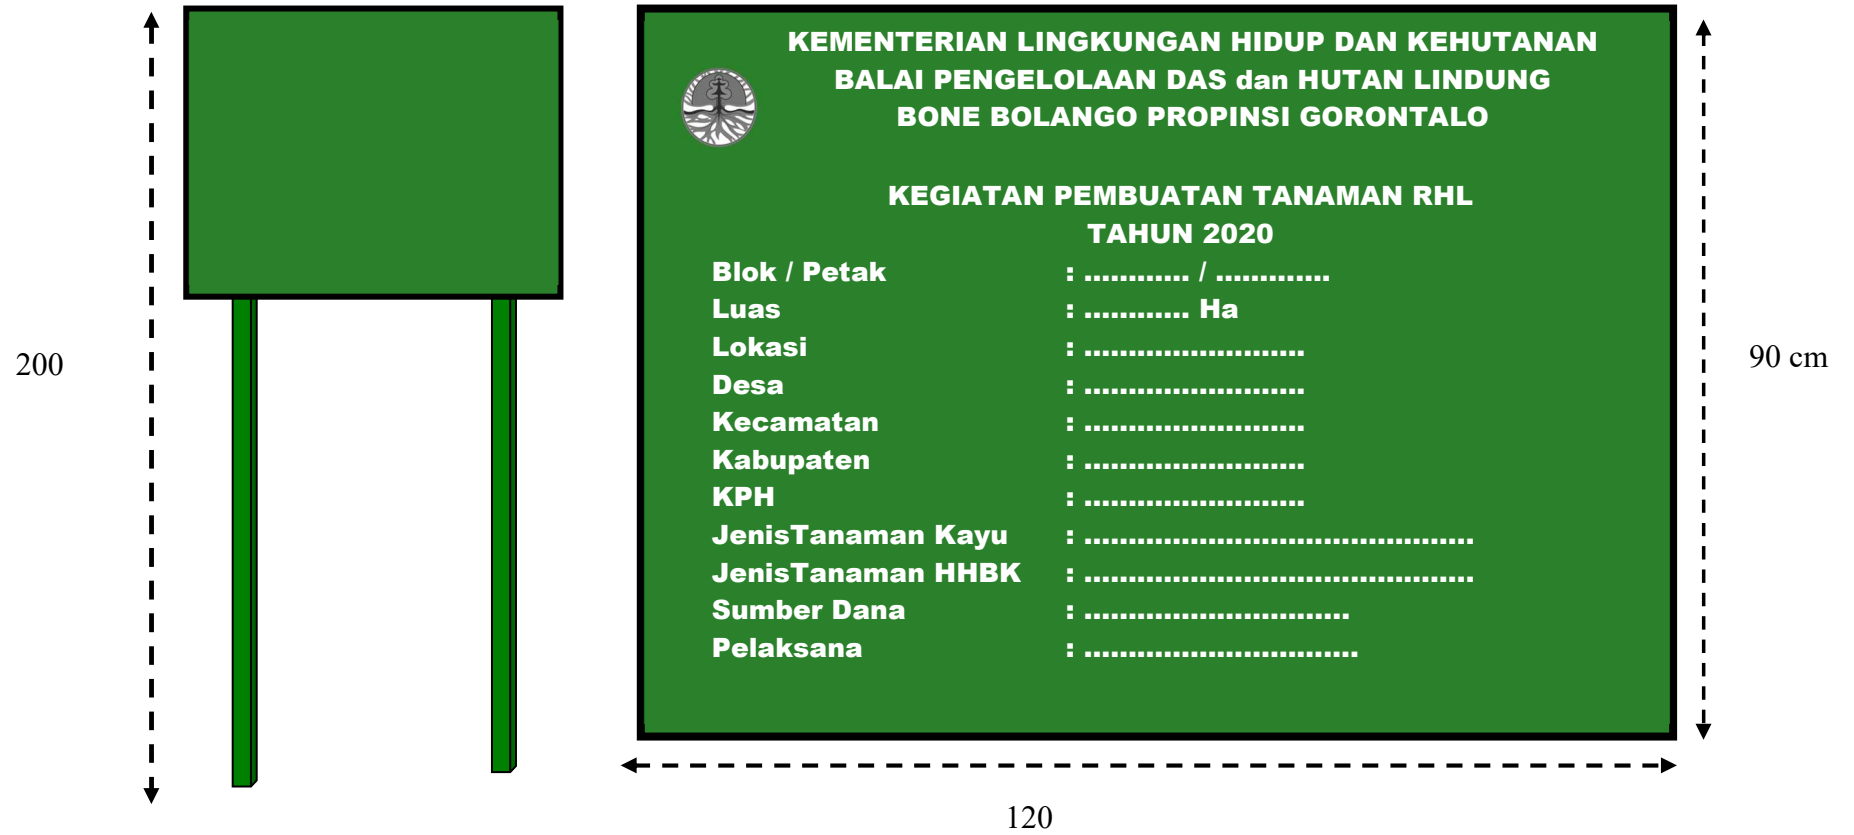 KEMENTERIAN LINGKUNGAN HIDUP DAN KEHUTANAN
BALAI PENGELOLAAN DAS dan HUTAN LINDUNG
BONE BOLANGO PROPINSI GORONTALO
KEGIATAN PEMBUATAN TANAMAN RHL
TAHUN 2020
Blok / Petak : ............ / .............
Luas : ............ Ha
Lokasi : .........................
Desa : .........................
Kecamatan : .........................
Kabupaten : .........................
KPH : .........................
JenisTanaman Kayu : ............................................
JenisTanaman HHBK : ............................................
Sumber Dana : ..............................
Pelaksana : ...............................
200
90 cm
120